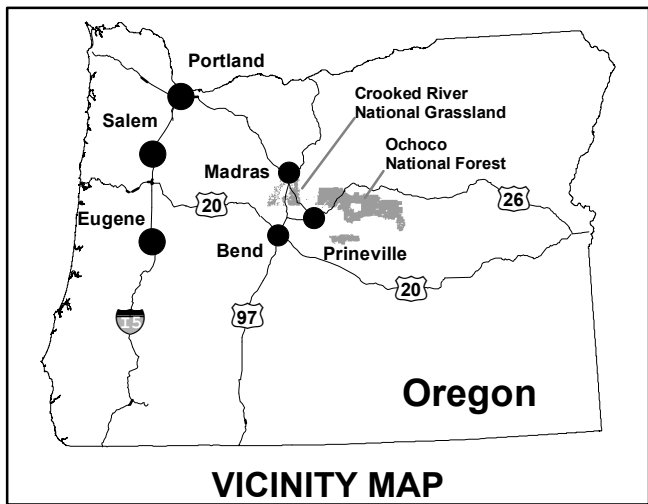 Portland
Crooked River
National Grassland
Salem
Ochoco
National Forest
Madras
26
20
Eugene
Bend
Prineville
20
I5
97
Oregon
VICINITY MAP